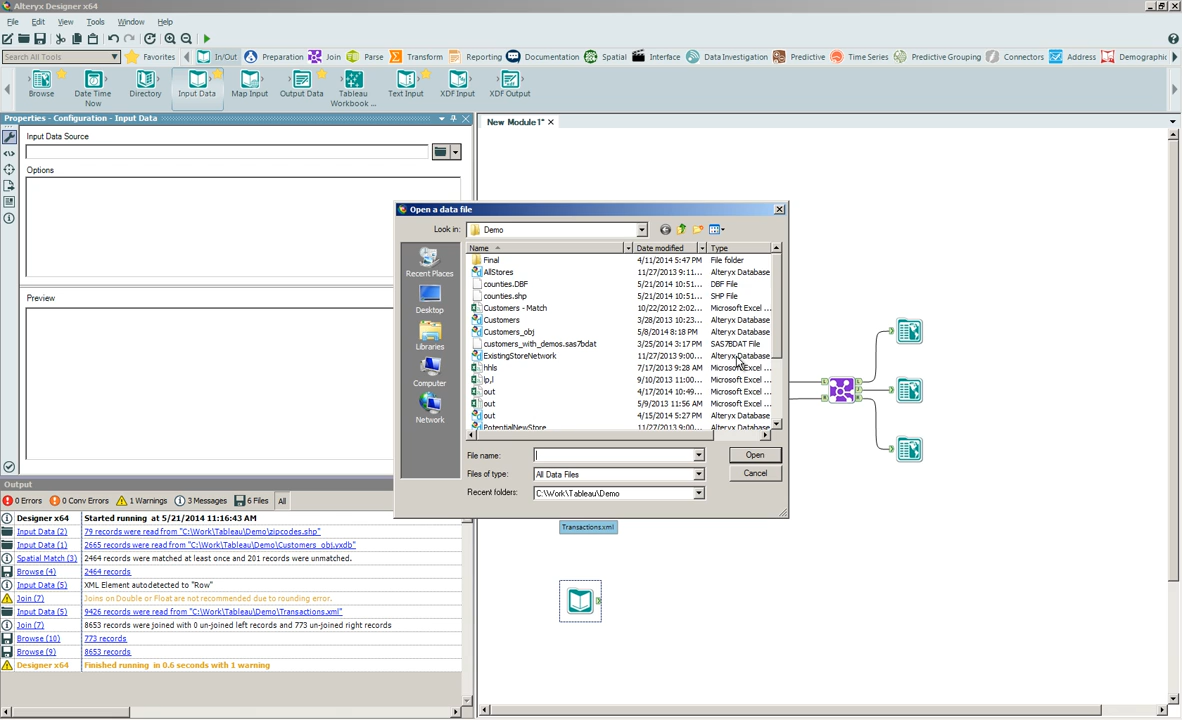 Alteryx Designer x64
File Edit View Tools Window Help
Search All Tools Favorites In/Out Preparation Join Parse Transform Reporting Documentation Spatial Interface Data Investigation Predictive Time Series Predictive Grouping Connectors Address Demographic
Browse Date Time Now Directory Input Data Map Input Output Data Tableau Workbook ... Text Input XDF Input XDF Output
Properties - Configuration - Input Data
New Module1*
Input Data Source
Options
Preview
Open a data file
Look in: Demo
Name Date modified Type
Final 4/11/2014 5:47 PM File folder
AllStores 11/27/2013 9:11... Alteryx Database
counties.DBF 5/21/2014 10:51... DBF File
counties.shp 5/21/2014 10:51... SHP File
Customers - Match 10/22/2012 2:02... Microsoft Excel ...
Customers 3/28/2013 10:23... Alteryx Database
Customers_obj 5/8/2014 8:18 PM Alteryx Database
customers_with_demos.sas7bdat 3/25/2014 3:17 PM SAS7BDAT File
ExistingStoreNetwork 11/27/2013 9:00... Alteryx Database
hhls 7/17/2013 9:28 AM Microsoft Excel ...
lp,l 9/10/2013 11:00... Microsoft Excel ...
out 4/17/2014 10:49... Microsoft Excel ...
out 5/9/2013 11:56 AM Microsoft Excel ...
out 4/15/2014 5:27 PM Alteryx Database
PotentialNewStore 11/27/2013 9:00... Alteryx Database
Recent Places
Desktop
Libraries
Computer
Network
File name: Open
Files of type: All Data Files Cancel
Recent folders: C:\Work\Tableau\Demo
Transactions.xml
Output
0 Errors 0 Conv Errors 1 Warnings 3 Messages 6 Files All
Designer x64 Started running at 5/21/2014 11:16:43 AM
Input Data (2) 79 records were read from "C:\Work\Tableau\Demo\zipcodes.shp"
Input Data (1) 2665 records were read from "C:\Work\Tableau\Demo\Customers_obj.yxdb"
Spatial Match (3) 2464 records were matched at least once and 201 records were unmatched.
Browse (4) 2464 records
Input Data (5) XML Element autodetected to "Row"
Join (7) Joins on Double or Float are not recommended due to rounding error.
Input Data (5) 9426 records were read from "C:\Work\Tableau\Demo\Transactions.xml"
Join (7) 8653 records were joined with 0 un-joined left records and 773 un-joined right records
Browse (10) 773 records
Browse (9) 8653 records
Designer x64 Finished running in 0.6 seconds with 1 warning